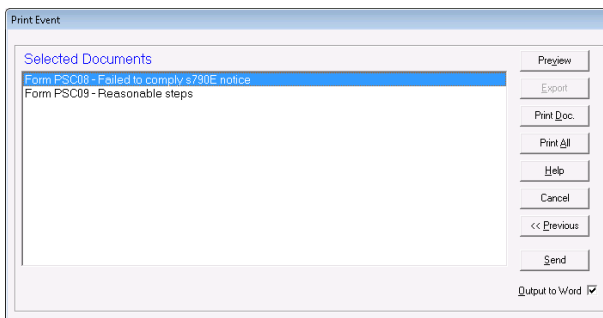 Print Event
Selected Documents
Form PSC08 - Failed to comply s790E notice
Form PSC09 - Reasonable steps
Preview
Export
Print Doc.
Print All
Help
Cancel
<< Previous
Send
Output to Word